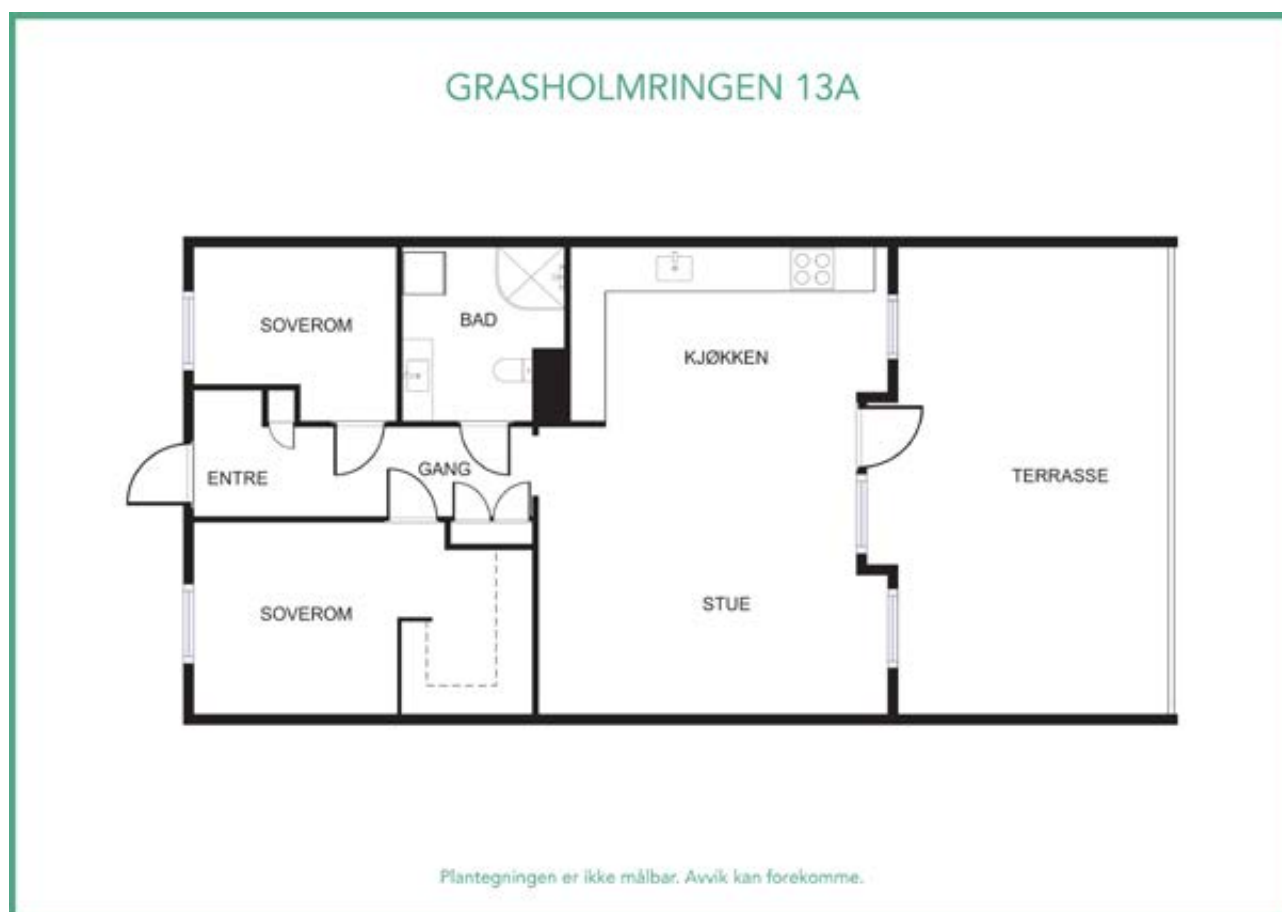 GRASHOLMRINGEN 13A
SOVEROM
BAD
KJØKKEN
ENTRE
GANG
TERRASSE
SOVEROM
STUE
Plantegningen er ikke målbar. Avvik kan forekomme.